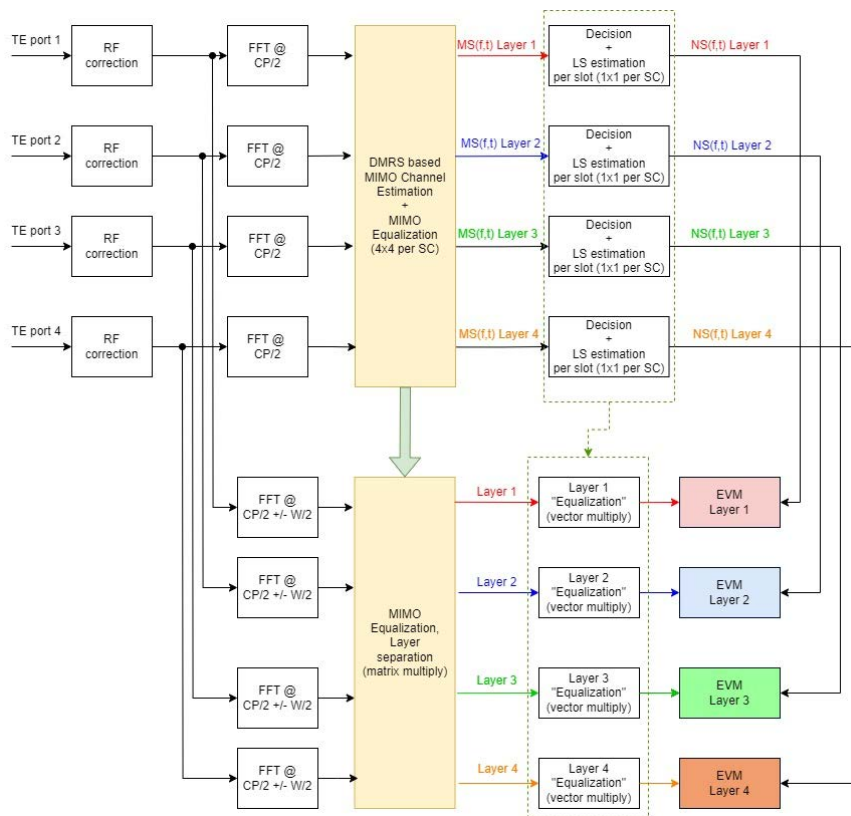 TE port 1
RF
correction
FFT @
CP/2
MS(f,t) Layer 1
Decision
+
LS estimation
per slot (1x1 per SC)
NS(f,t) Layer 1
TE port 2
RF
correction
FFT @
CP/2
DMRS based
MIMO Channel
Estimation
+
MIMO
Equalization
(4x4 per SC)
MS(f,t) Layer 2
Decision
+
LS estimation
per slot (1x1 per SC)
NS(f,t) Layer 2
TE port 3
RF
correction
FFT @
CP/2
MS(f,t) Layer 3
Decision
+
LS estimation
per slot (1x1 per SC)
NS(f,t) Layer 3
TE port 4
RF
correction
FFT @
CP/2
MS(f,t) Layer 4
Decision
+
LS estimation
per slot (1x1 per SC)
NS(f,t) Layer 4
FFT @
CP/2 +/- W/2
Layer 1
Layer 1
"Equalization"
(vector multiply)
EVM
Layer 1
FFT @
CP/2 +/- W/2
Layer 2
Layer 2
"Equalization"
(vector multiply)
EVM
Layer 2
MIMO
Equalization,
Layer
separation
(matrix multiply)
FFT @
CP/2 +/- W/2
Layer 3
Layer 3
"Equalization"
(vector multiply)
EVM
Layer 3
FFT @
CP/2 +/- W/2
Layer 4
Layer 4
"Equalization"
(vector multiply)
EVM
Layer 4